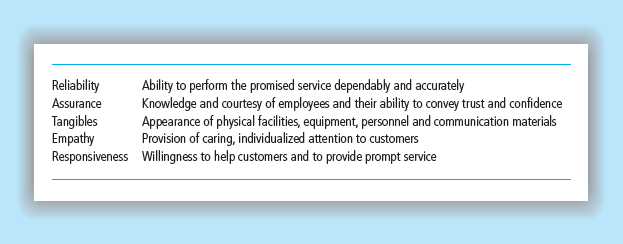 Reliability Ability to perform the promised service dependably and accurately
Assurance Knowledge and courtesy of employees and their ability to convey trust and confidence
Tangibles Appearance of physical facilities, equipment, personnel and communication materials
Empathy Provision of caring, individualized attention to customers
Responsiveness Willingness to help customers and to provide prompt service